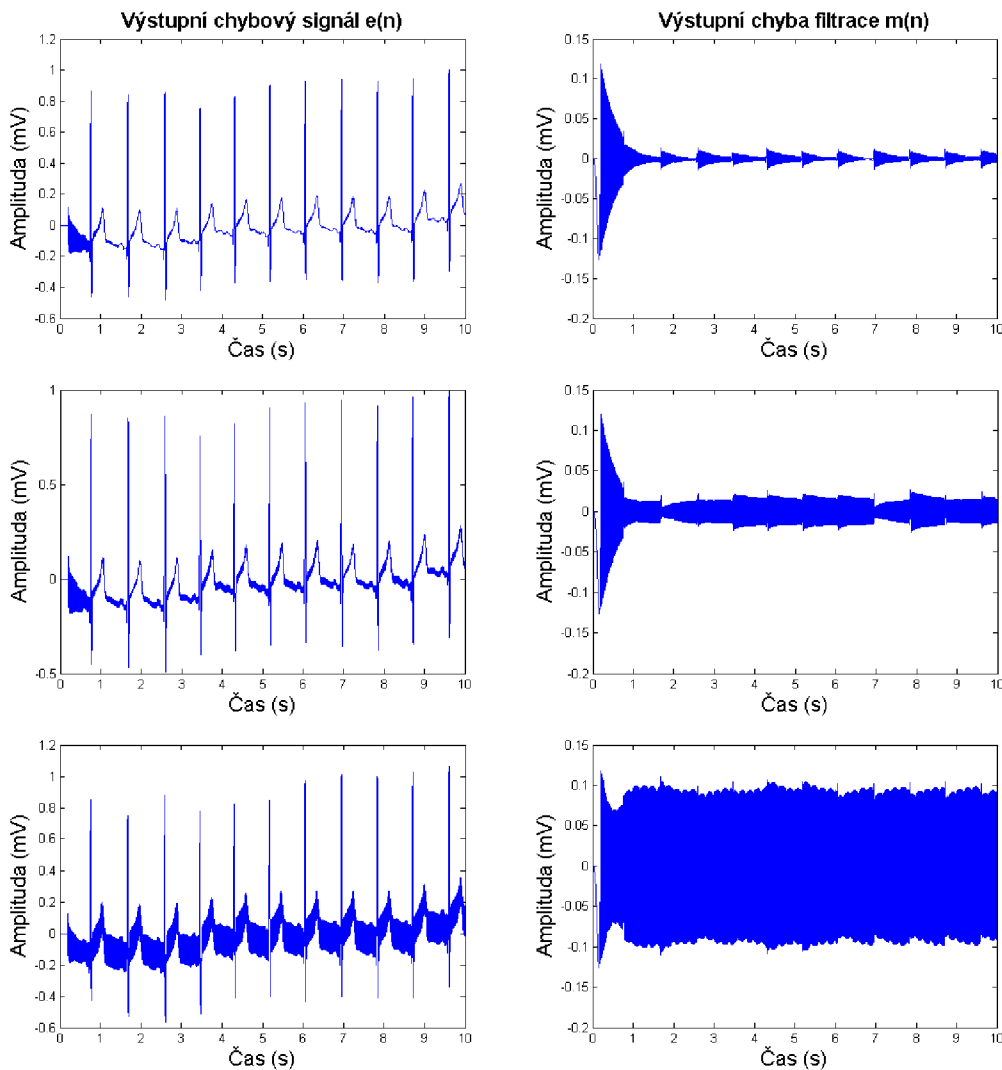 Výstupní chybový signál e(n)
Výstupní chyba filtrace m(n)
Amplituda (mV)
1.2
1
0.8
0.6
0.4
0.2
0
-0.2
-0.4
-0.6
0 1 2 3 4 5 6 7 8 9 10
Čas (s)
Amplituda (mV)
0.15
0.1
0.05
0
-0.05
-0.1
-0.15
-0.2
0 1 2 3 4 5 6 7 8 9 10
Čas (s)
Amplituda (mV)
1
0.5
0
-0.5
0 1 2 3 4 5 6 7 8 9 10
Čas (s)
Amplituda (mV)
0.15
0.1
0.05
0
-0.05
-0.1
-0.15
-0.2
0 1 2 3 4 5 6 7 8 9 10
Čas (s)
Amplituda (mV)
1.2
1
0.8
0.6
0.4
0.2
0
-0.2
-0.4
-0.6
0 1 2 3 4 5 6 7 8 9 10
Čas (s)
Amplituda (mV)
0.15
0.1
0.05
0
-0.05
-0.1
-0.15
-0.2
0 1 2 3 4 5 6 7 8 9 10
Čas (s)